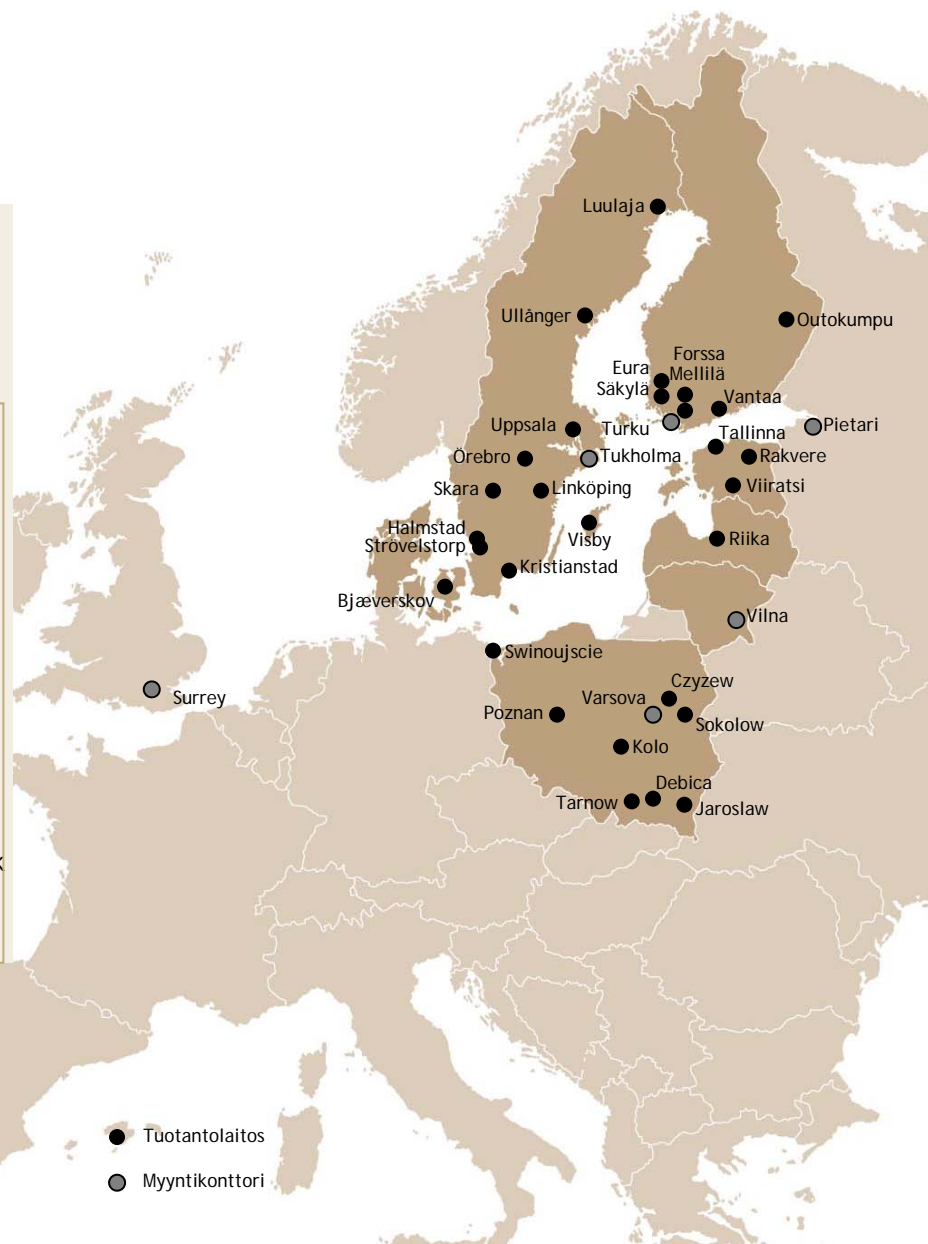 Luulaja
Ullånger
Outokumpu
Forssa
Eura
Mellilä
Säkylä
Vantaa
Uppsala
Turku
Pietari
Tallinna
Örebro
Tukholma
Rakvere
Skara
Linköping
Viiratsi
Halmstad
Visby
Riika
Strövelstorp
Kristianstad
Bjæverskov
Vilna
Swinoujscie
Surrey
Czyzew
Varsova
Poznan
Sokolow
Kolo
Debica
Tarnow
Jaroslaw
Tuotantolaitos
Myyntikonttori